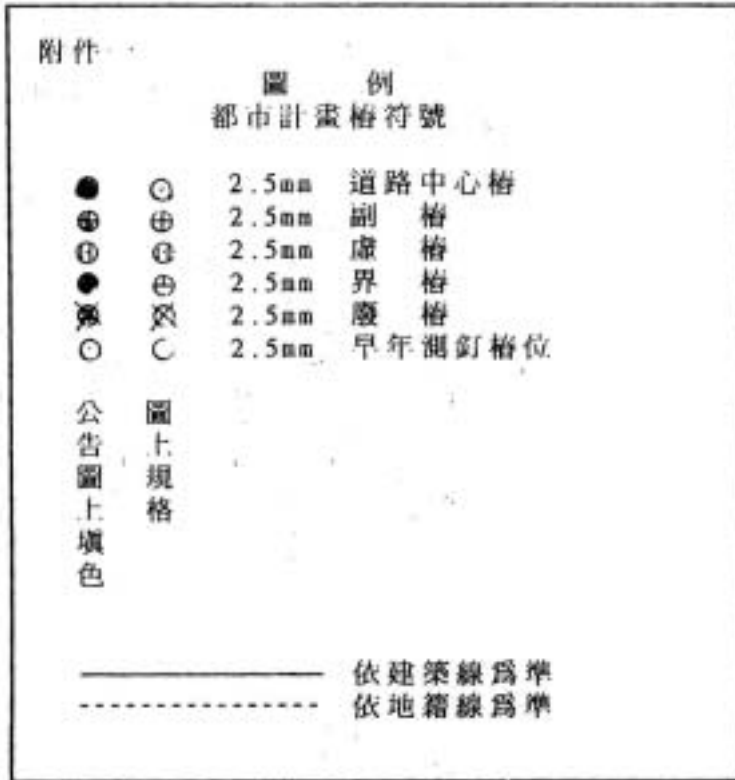 附件
圖 例
都市計畫樁符號
2.5mm 道路中心樁
2.5mm 副 樁
2.5mm 虛 樁
2.5mm 界 樁
2.5mm 廢 樁
2.5mm 早年測釘樁位
公告圖上塡色
圖上規格
依建築線爲準
依地籍線爲準